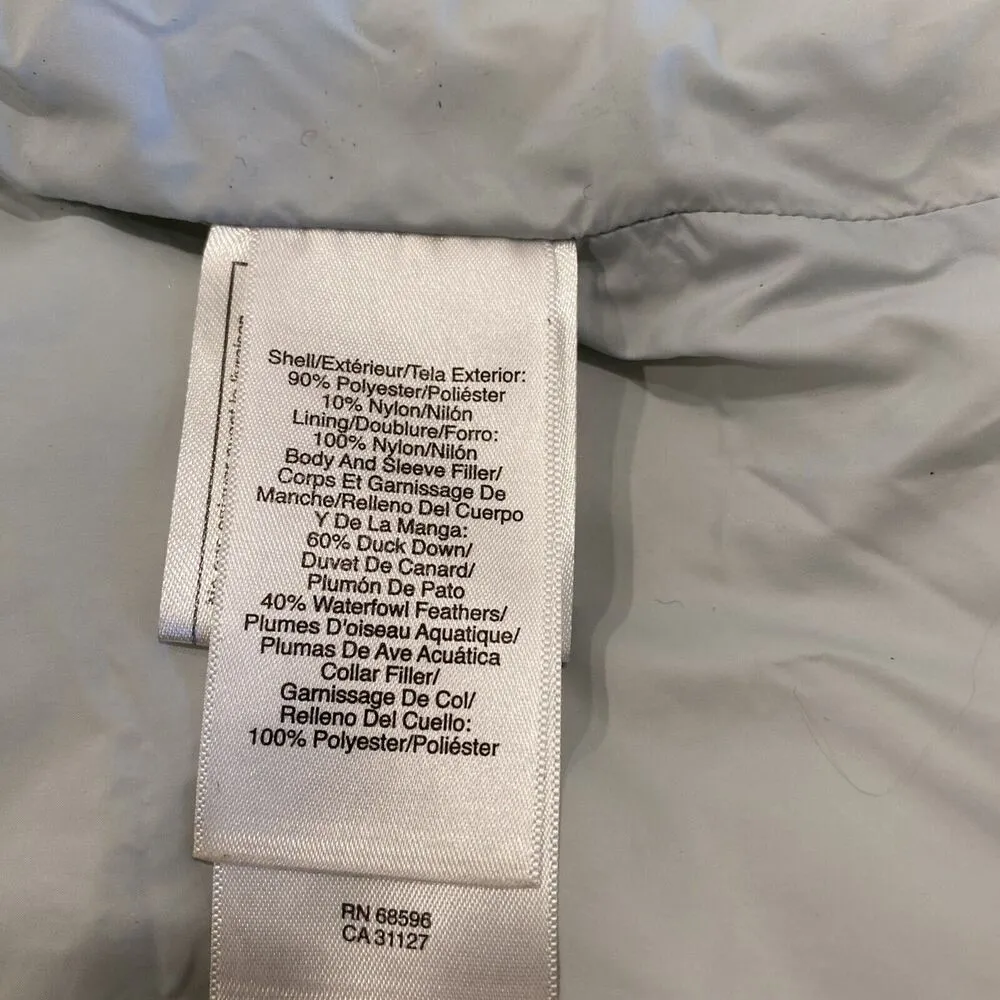 Shell/Extérieur/Tela Exterior:
90% Polyester/Poliéster
10% Nylon/Nilón
Lining/Doublure/Forro:
100% Nylon/Nilón
Body And Sleeve Filler/
Corps Et Garnissage De
Manche/Relleno Del Cuerpo
Y De La Manga:
60% Duck Down/
Duvet De Canard/
Plumón De Pato
40% Waterfowl Feathers/
Plumes D'oiseau Aquatique/
Plumas De Ave Acuática
Collar Filler/
Garnissage De Col/
Relleno Del Cuello:
100% Polyester/Poliéster
RN 68596
CA 31127